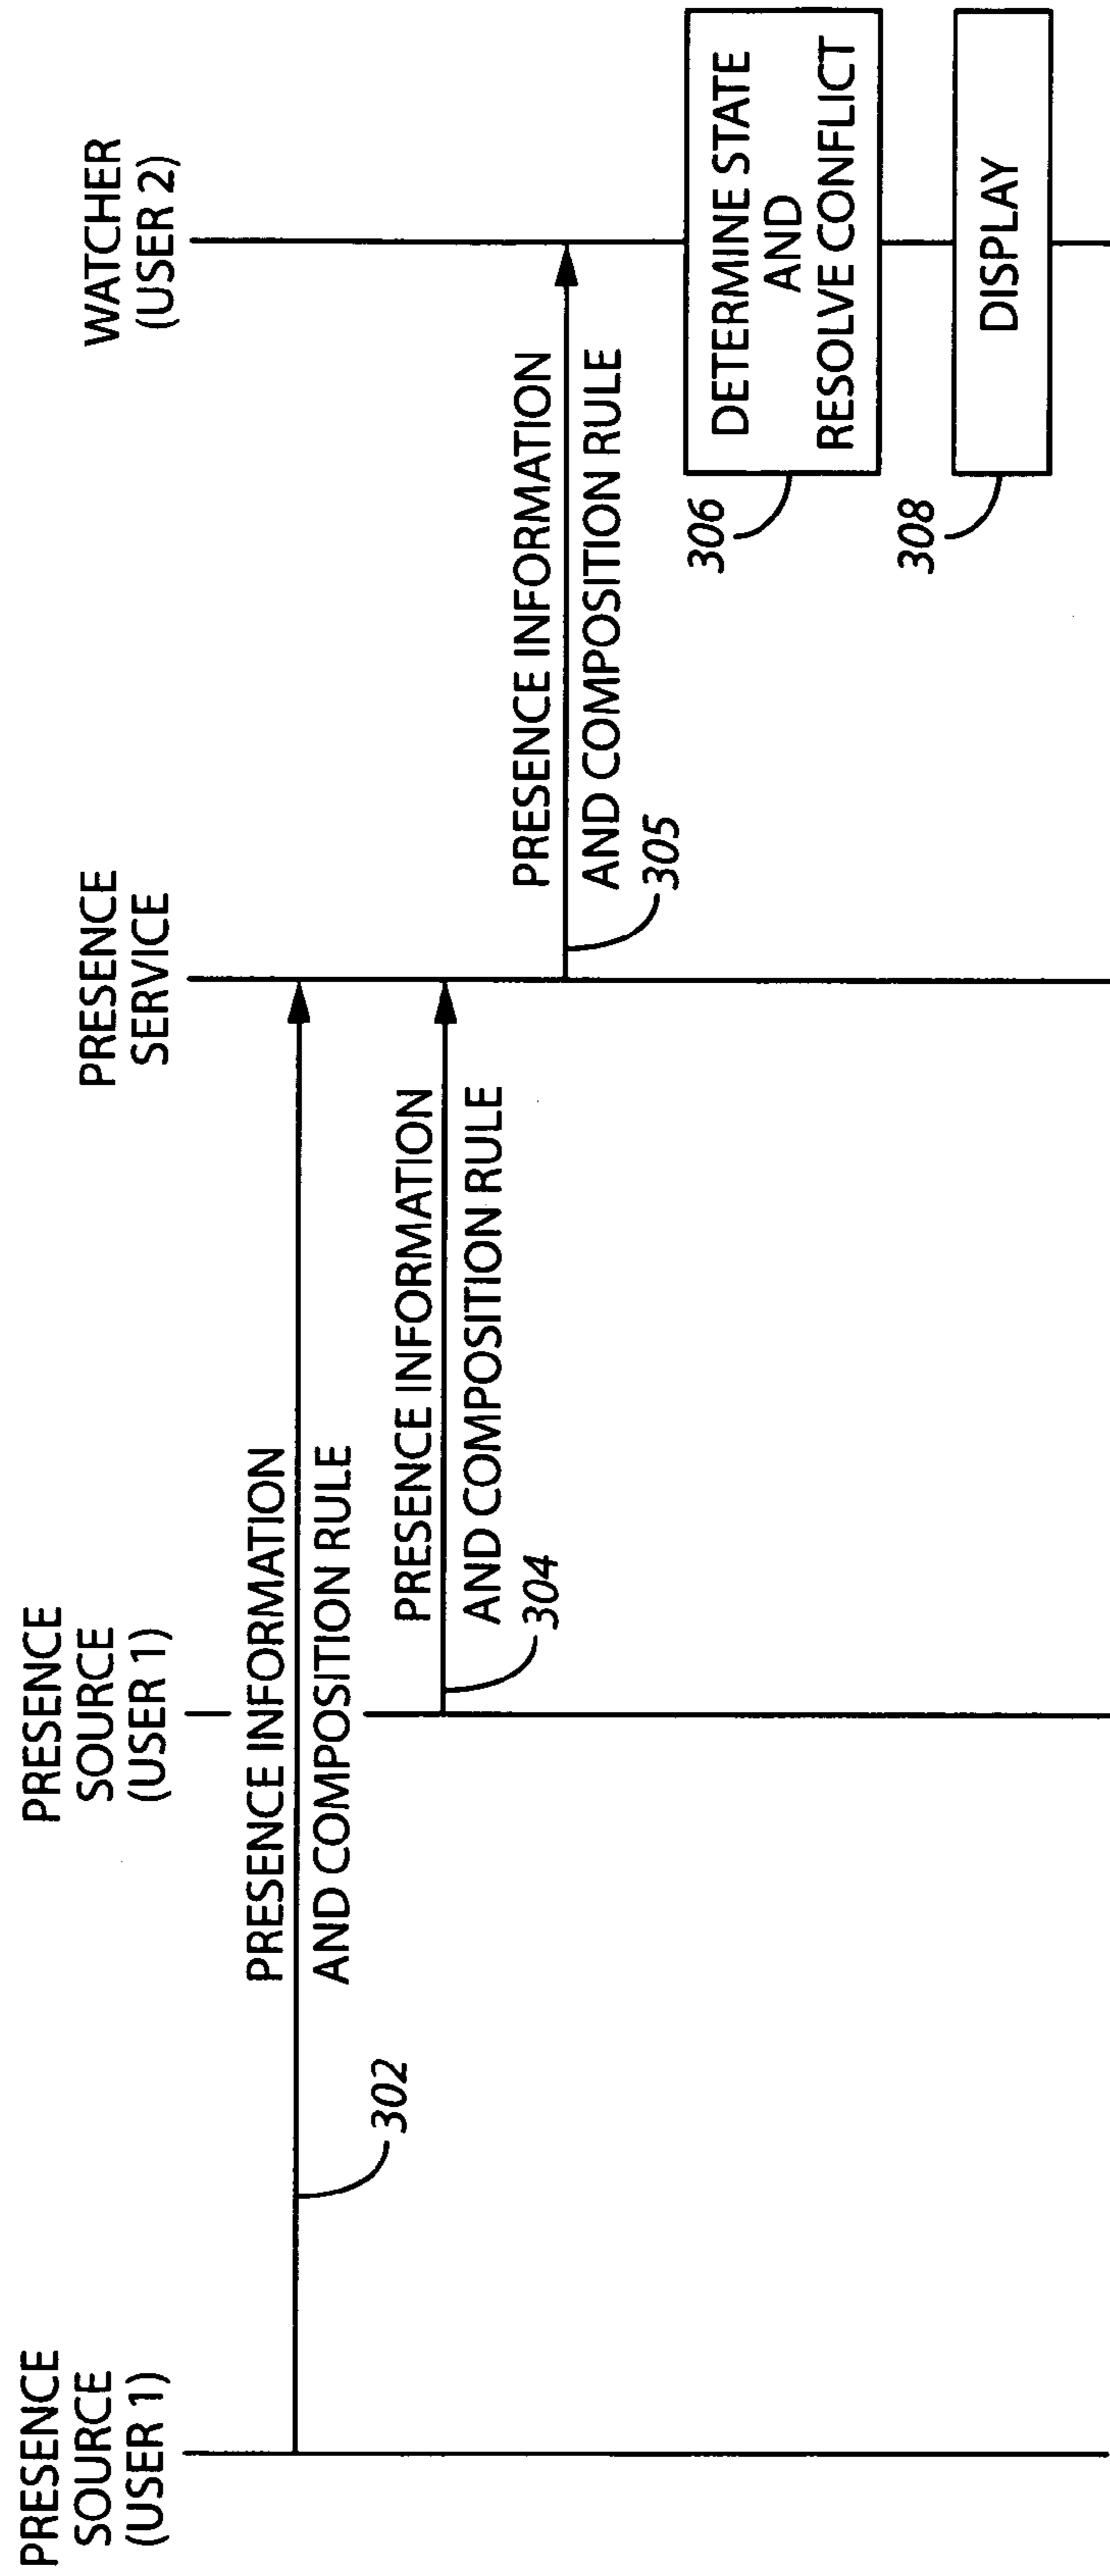 PRESENCE
SOURCE
(USER 1)
PRESENCE
SOURCE
(USER 1)
PRESENCE
SERVICE
WATCHER
(USER 2)
PRESENCE INFORMATION
AND COMPOSITION RULE
302
PRESENCE INFORMATION
AND COMPOSITION RULE
304
PRESENCE INFORMATION
AND COMPOSITION RULE
305
DETERMINE STATE
AND
RESOLVE CONFLICT
306
DISPLAY
308